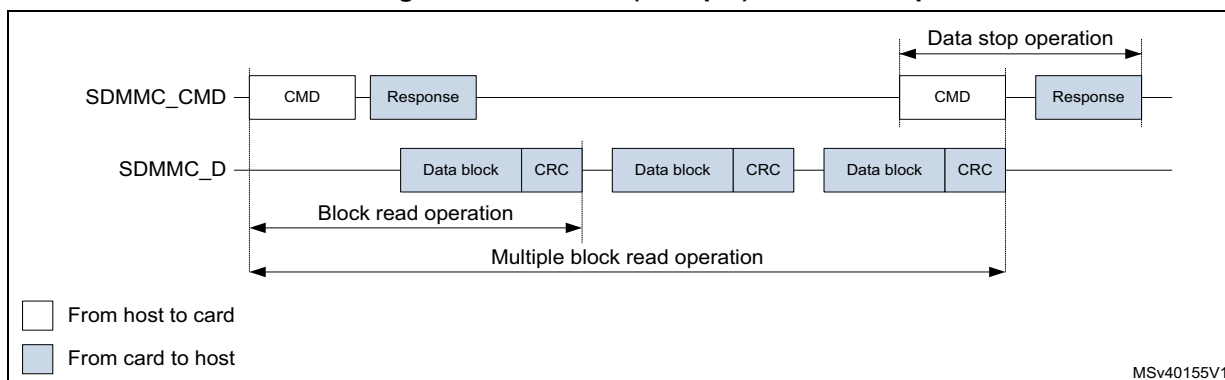 Data stop operation
SDMMC_CMD CMD Response CMD Response
SDMMC_D Data block CRC Data block CRC Data block CRC
Block read operation
Multiple block read operation
From host to card
From card to host
MSv40155V1